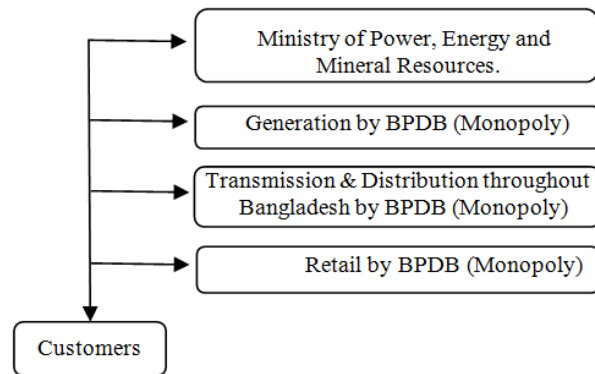 Ministry of Power, Energy and
Mineral Resources.
Generation by BPDB (Monopoly)
Transmission & Distribution throughout
Bangladesh by BPDB (Monopoly)
Retail by BPDB (Monopoly)
Customers